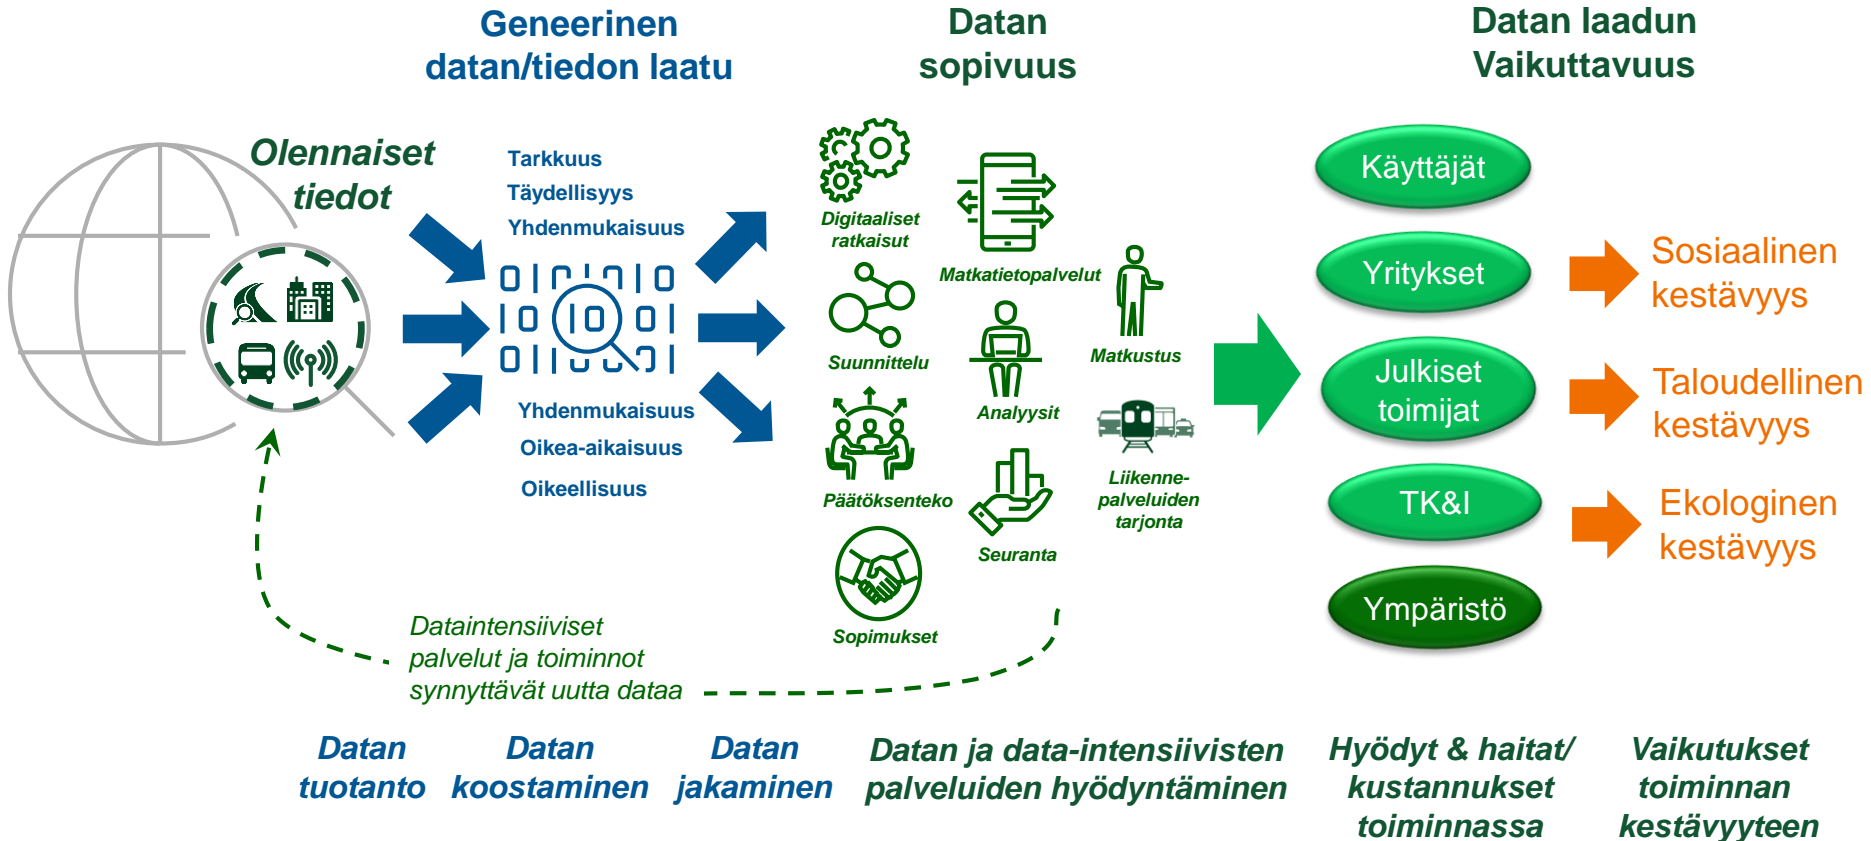 Geneerinen
datan/tiedon laatu
Datan
sopivuus
Datan laadun
Vaikuttavuus
Olennaiset
tiedot
Tarkkuus
Täydellisyys
Yhdenmukaisuus
Yhdenmukaisuus
Oikea-aikaisuus
Oikeellisuus
Digitaaliset
ratkaisut
Matkatietopalvelut
Suunnittelu
Analyysit
Matkustus
Päätöksenteko
Seuranta
Liikenne-
palveluiden
tarjonta
Sopimukset
Käyttäjät
Yritykset
Julkiset
toimijat
TK&I
Ympäristö
Sosiaalinen
kestävyys
Taloudellinen
kestävyys
Ekologinen
kestävyys
Dataintensiiviset
palvelut ja toiminnot
synnyttävät uutta dataa
Datan
tuotanto
Datan
koostaminen
Datan
jakaminen
Datan ja data-intensiivisten
palveluiden hyödyntäminen
Hyödyt & haitat/
kustannukset
toiminnassa
Vaikutukset
toiminnan
kestävyyteen